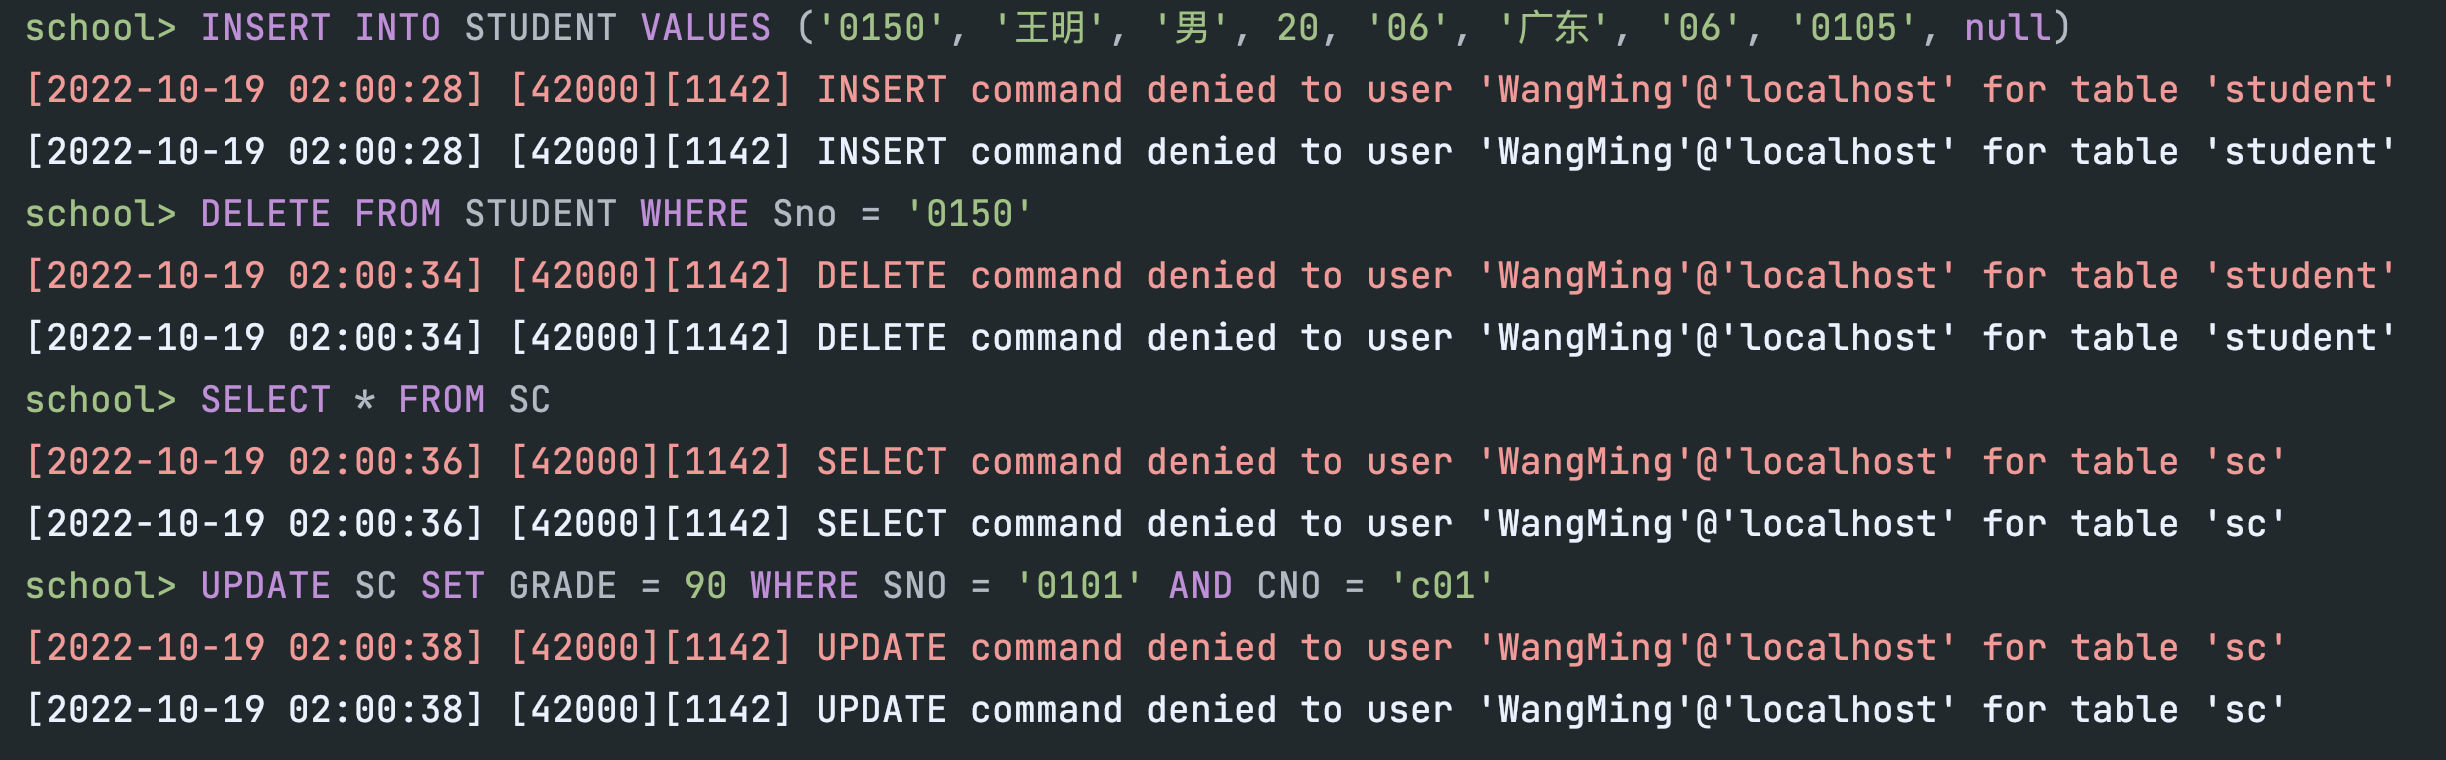 school> INSERT INTO STUDENT VALUES ('0150', '王明', '男', 20, '06', '广东', '06', '0105', null)
[2022-10-19 02:00:28] [42000][1142] INSERT command denied to user 'WangMing'@'localhost' for table 'student'
[2022-10-19 02:00:28] [42000][1142] INSERT command denied to user 'WangMing'@'localhost' for table 'student'
school> DELETE FROM STUDENT WHERE Sno = '0150'
[2022-10-19 02:00:34] [42000][1142] DELETE command denied to user 'WangMing'@'localhost' for table 'student'
[2022-10-19 02:00:34] [42000][1142] DELETE command denied to user 'WangMing'@'localhost' for table 'student'
school> SELECT * FROM SC
[2022-10-19 02:00:36] [42000][1142] SELECT command denied to user 'WangMing'@'localhost' for table 'sc'
[2022-10-19 02:00:36] [42000][1142] SELECT command denied to user 'WangMing'@'localhost' for table 'sc'
school> UPDATE SC SET GRADE = 90 WHERE SNO = '0101' AND CNO = 'c01'
[2022-10-19 02:00:38] [42000][1142] UPDATE command denied to user 'WangMing'@'localhost' for table 'sc'
[2022-10-19 02:00:38] [42000][1142] UPDATE command denied to user 'WangMing'@'localhost' for table 'sc'